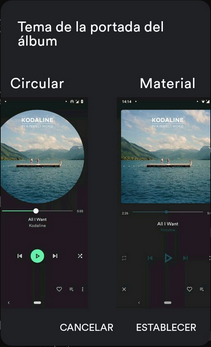 Tema de la portada del
álbum
Circular
Material
KODALINE.
KODALINE.
All I Want
Kodaline
All I Want
CANCELAR
ESTABLECER